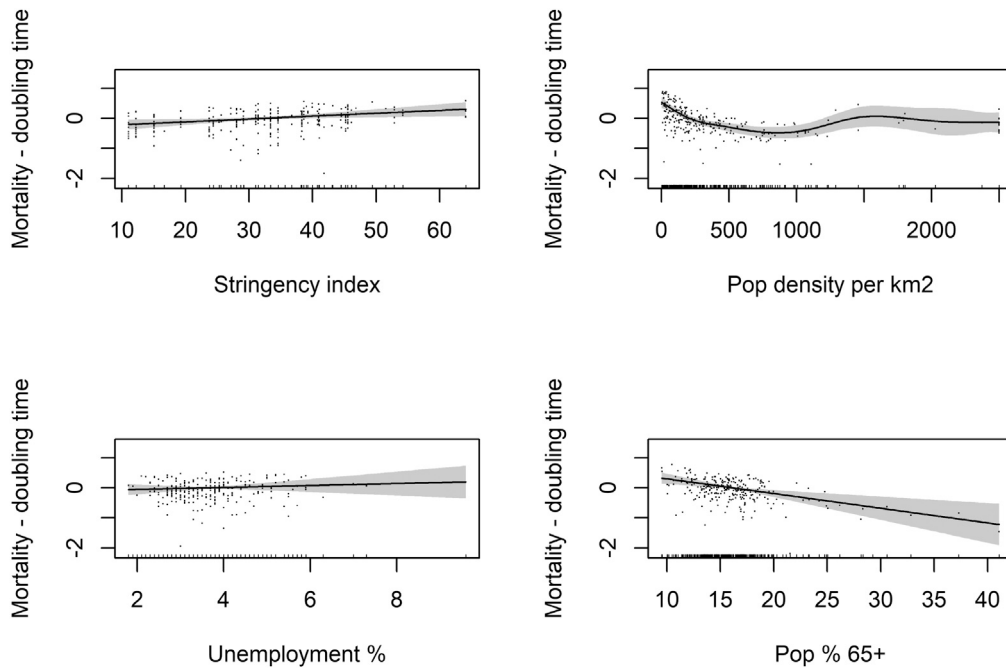 Mortality - doubling time
0
-2
10 20 30 40 50 60
Stringency index
Mortality - doubling time
0
-2
0 500 1000 2000
Pop density per km2
Mortality - doubling time
0
-2
2 4 6 8
Unemployment %
Mortality - doubling time
0
-2
10 15 20 25 30 35 40
Pop % 65+